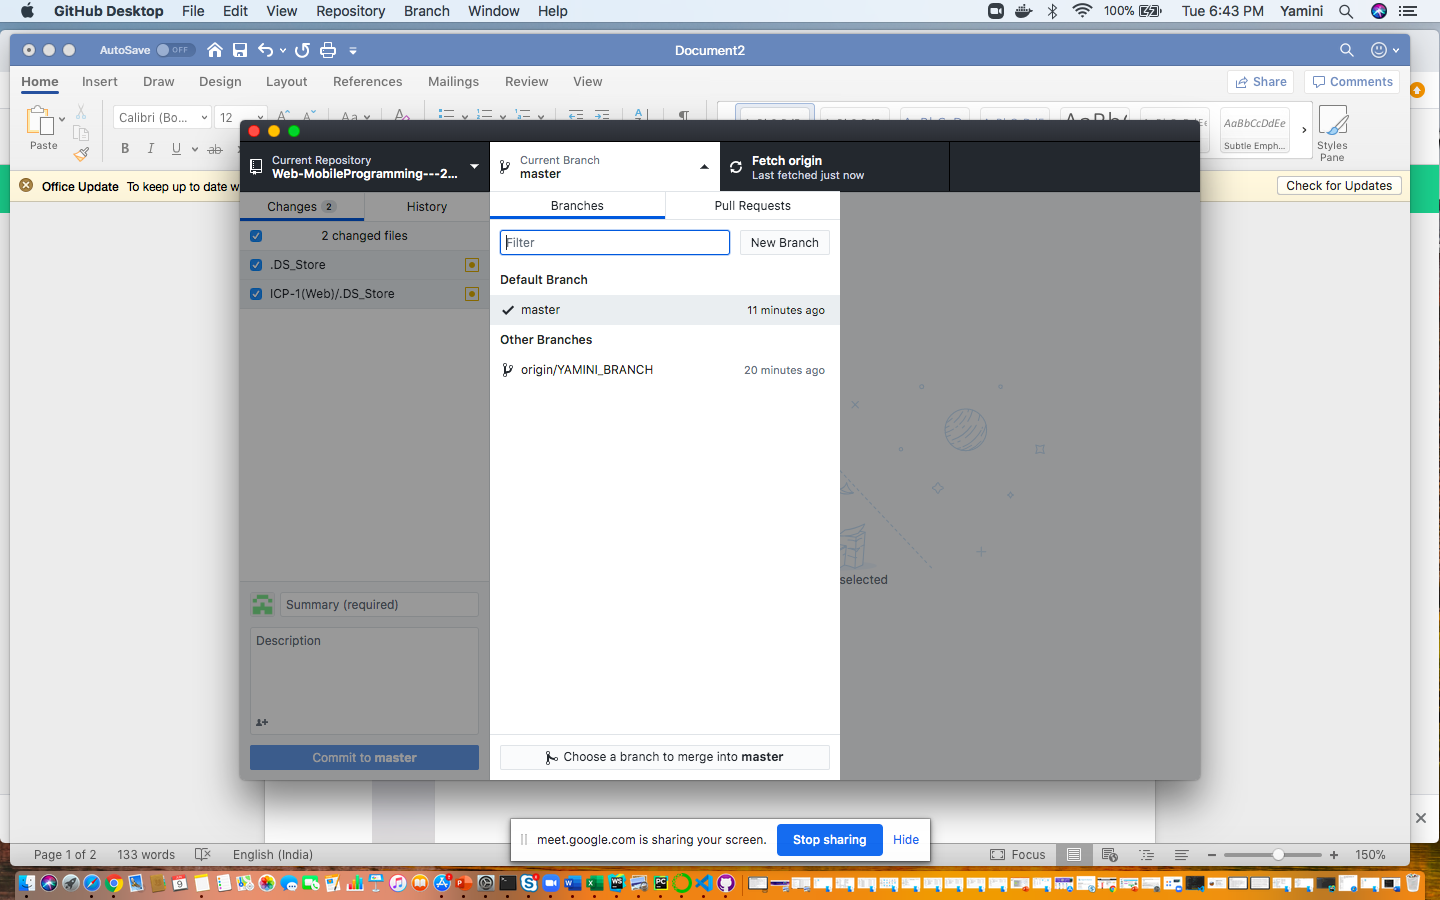 GitHub Desktop File Edit View Repository Branch Window Help 100% Tue 6:43 PM Yamini
AutoSave OFF Document2
Home Insert Draw Design Layout References Mailings Review View Share Comments
Calibri (Bo... 12
Paste
AaBbCcDdEe
Subtle Emph...
Styles
Pane
Office Update To keep up to date w
Check for Updates
Current Repository
Web-MobileProgramming---2...
Current Branch
master
Fetch origin
Last fetched just now
Changes 2 History
Branches Pull Requests
2 changed files
Filter
New Branch
.DS_Store
ICP-1(Web)/.DS_Store
Default Branch
master 11 minutes ago
Other Branches
origin/YAMINI_BRANCH 20 minutes ago
selected
Summary (required)
Description
Commit to master
Choose a branch to merge into master
meet.google.com is sharing your screen. Stop sharing Hide
Page 1 of 2 133 words English (India) Focus 150%